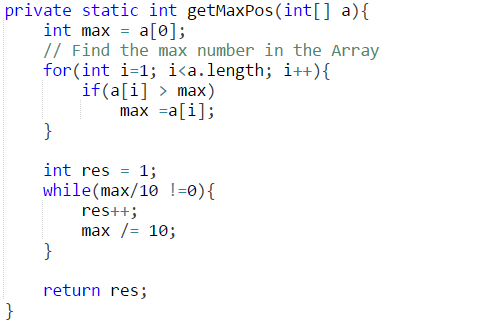 private static int getMaxPos(int[] a){
    int max = a[0];
    // Find the max number in the Array
    for(int i=1; i<a.length; i++){
        if(a[i] > max)
            max =a[i];
    }

    int res = 1;
    while(max/10 !=0){
        res++;
        max /= 10;
    }

    return res;
}